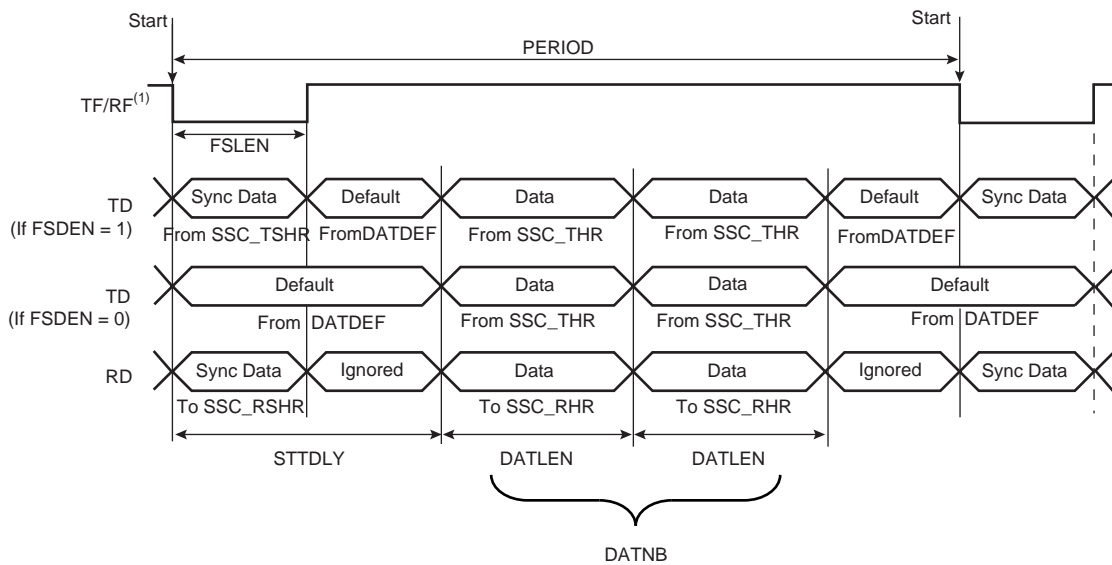 Start Start
PERIOD
TF/RF(1)
FSLEN
TD
(If FSDEN = 1)
Sync Data Default Data Data Default Sync Data
From SSC_TSHR FromDATDEF From SSC_THR From SSC_THR FromDATDEF
TD
(If FSDEN = 0)
Default Data Data Default
From DATDEF From SSC_THR From SSC_THR From DATDEF
RD
Sync Data Ignored Data Data Ignored Sync Data
To SSC_RSHR To SSC_RHR To SSC_RHR
STTDLY DATLEN DATLEN
DATNB